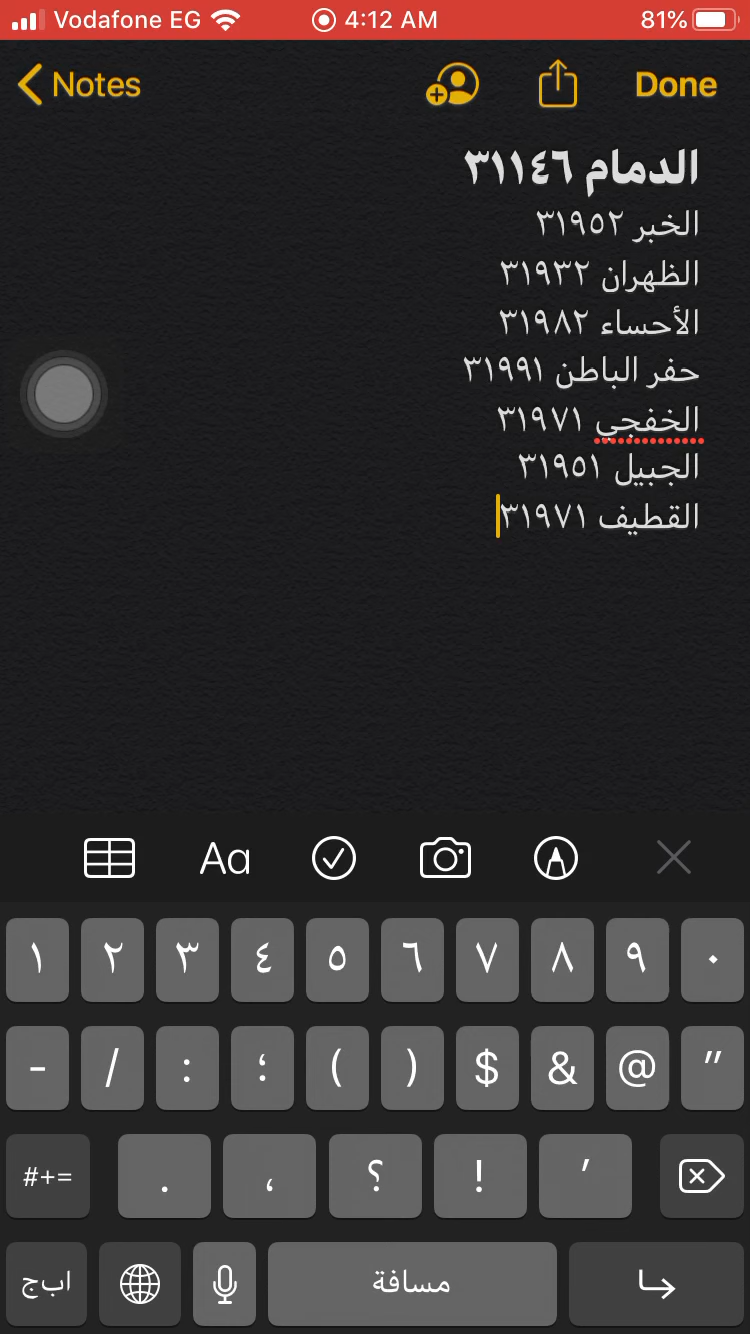 Vodafone EG 4:12 AM 81%
Notes Done
الدمام ٣١١٤٦
الخبر ٣١٩٥٢
الظهران ٣١٩٣٢
الأحساء ٣١٩٨٢
حفر الباطن ٣١٩٩١
الخفجي ٣١٩٧١
الجبيل ٣١٩٥١
القطيف ٣١٩٧١
Aa
١ ٢ ٣ ٤ ٥ ٦ ٧ ٨ ٩ ٠
- / : ؛ ( ) $ & @ "
#+= . ، ؟ ! '
اب‌ج مسافة